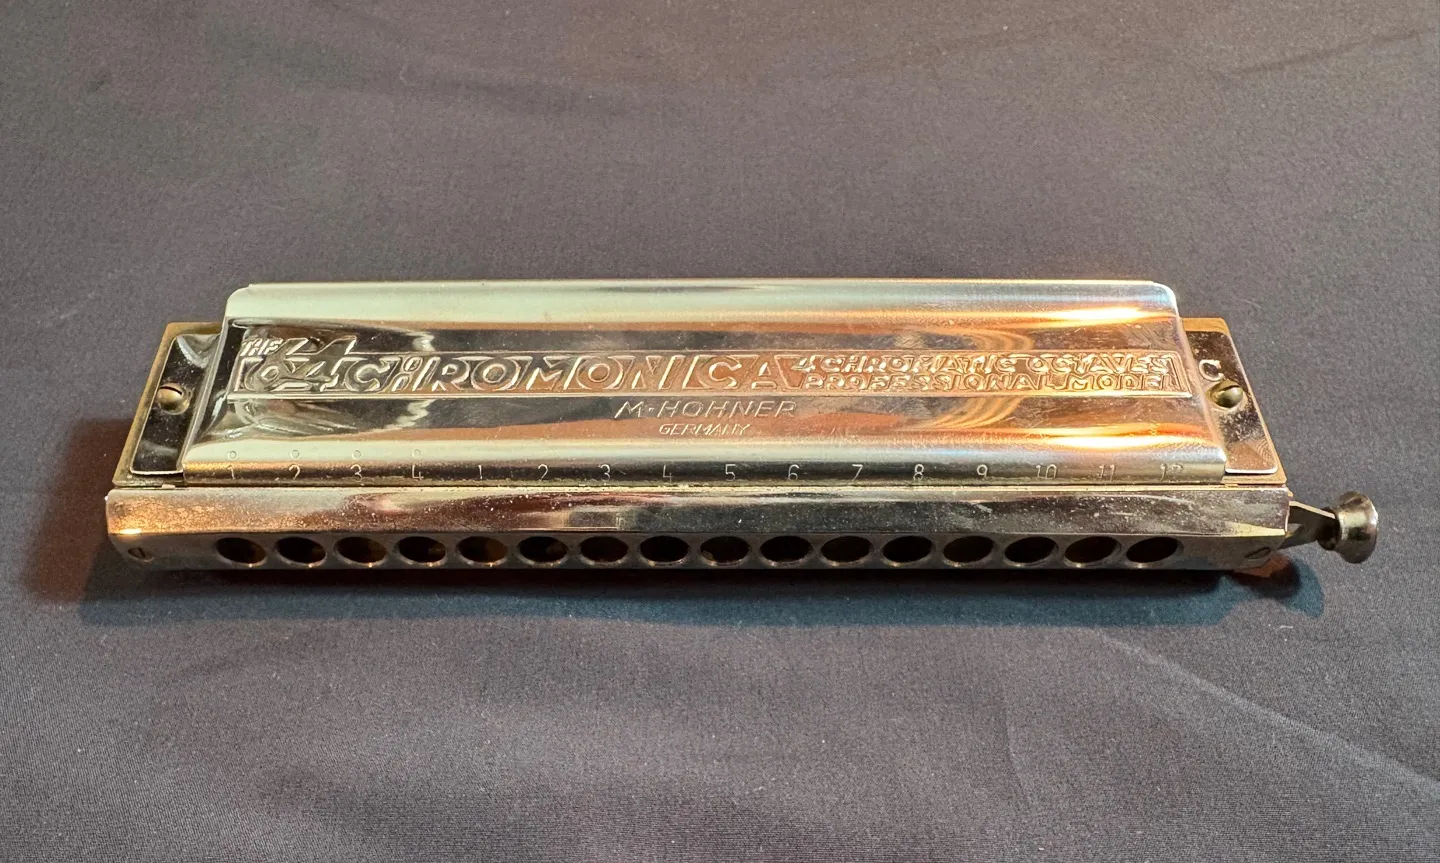 THE
64 CHROMONICA
4 CHROMATIC OCTAVES
PROFESSIONAL MODEL
M·HOHNER
GERMANY
C
1 2 3 4 1 2 3 4 5 6 7 8 9 10 11 12